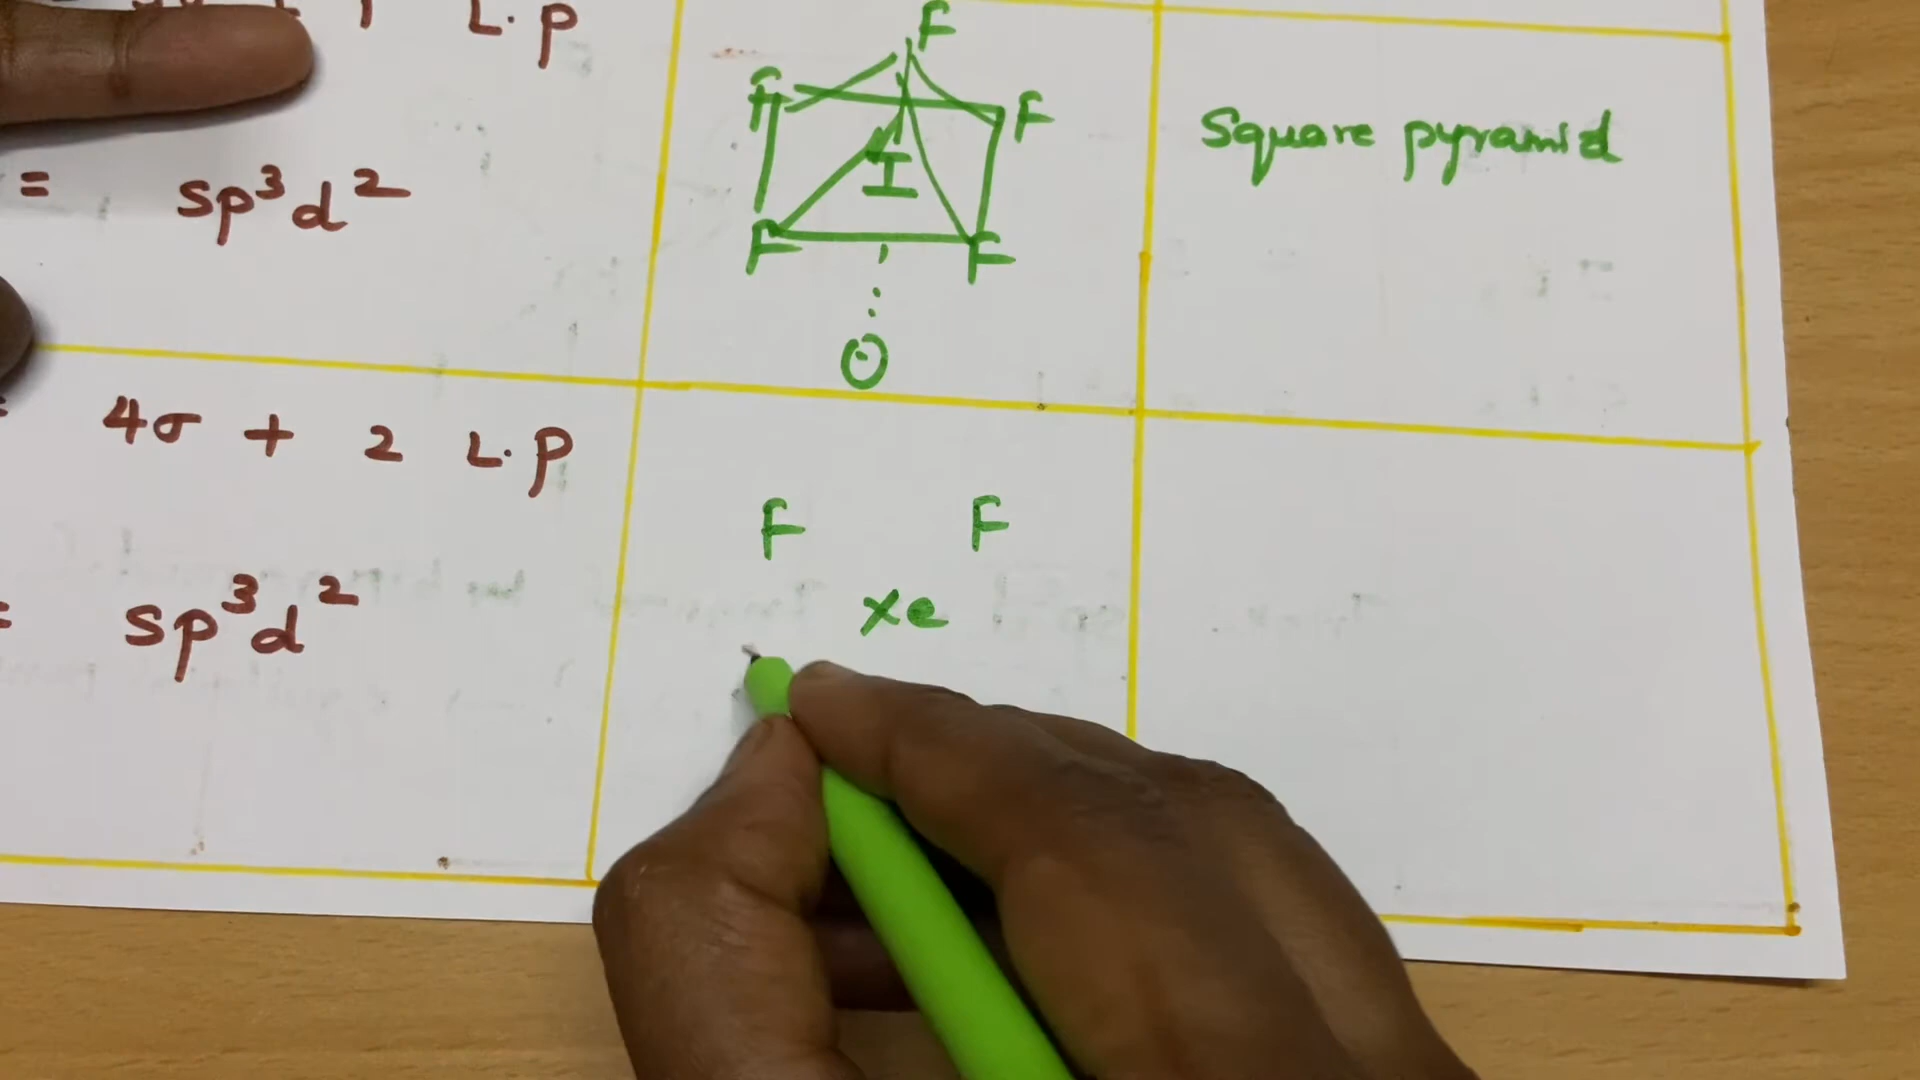 L.p
= sp³d²
F
F F
I
F F
O
Square pyramid
= 4σ + 2 L.p
= sp³d²
F F
xe